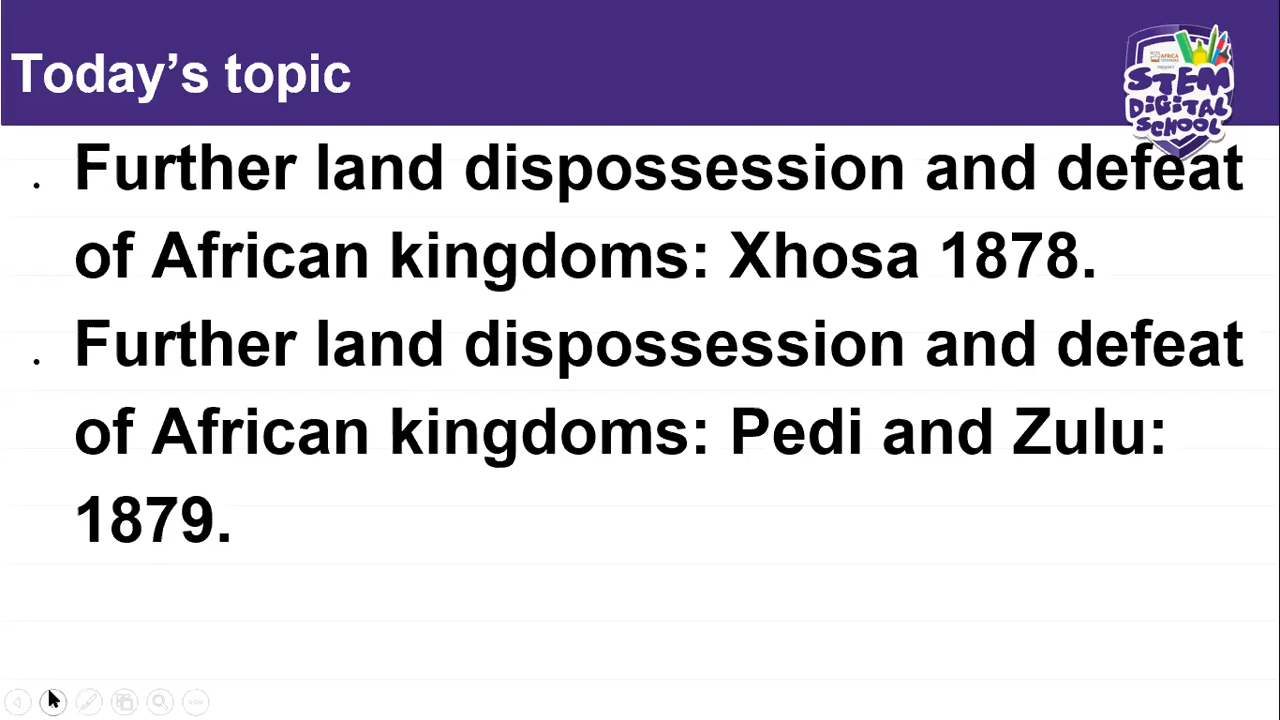 Today's topic
STEM
DIGITAL
SCHOOL
. Further land dispossession and defeat
of African kingdoms: Xhosa 1878.
. Further land dispossession and defeat
of African kingdoms: Pedi and Zulu:
1879.